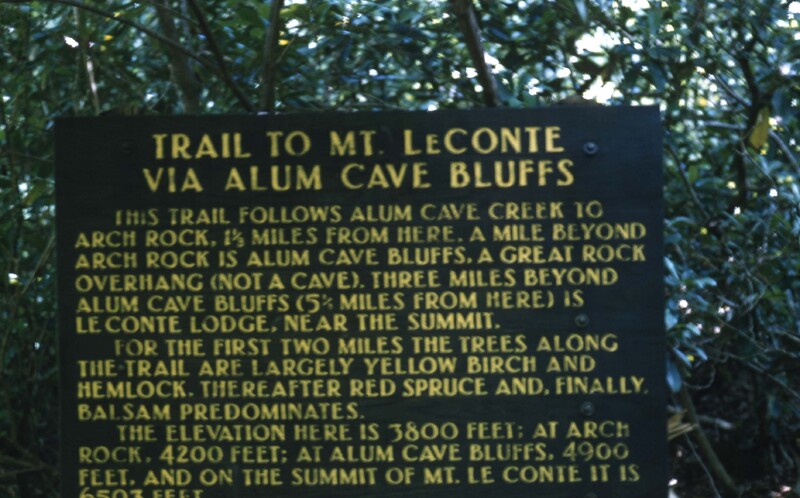 TRAIL TO MT. LECONTE
VIA ALUM CAVE BLUFFS
THIS TRAIL FOLLOWS ALUM CAVE CREEK TO
ARCH ROCK, 1⅓ MILES FROM HERE. A MILE BEYOND
ARCH ROCK IS ALUM CAVE BLUFFS, A GREAT ROCK
OVERHANG (NOT A CAVE). THREE MILES BEYOND
ALUM CAVE BLUFFS ( MILES FROM HERE) IS
LE CONTE LODGE, NEAR THE SUMMIT.
FOR THE FIRST TWO MILES THE TREES ALONG
THE TRAIL ARE LARGELY YELLOW BIRCH AND
HEMLOCK. THEREAFTER RED SPRUCE AND, FINALLY,
BALSAM PREDOMINATES.
THE ELEVATION HERE IS 3800 FEET; AT ARCH
ROCK, 4200 FEET; AT ALUM CAVE BLUFFS, 4900
FEET, AND ON THE SUMMIT OF MT. LE CONTE IT IS
6503 FEET